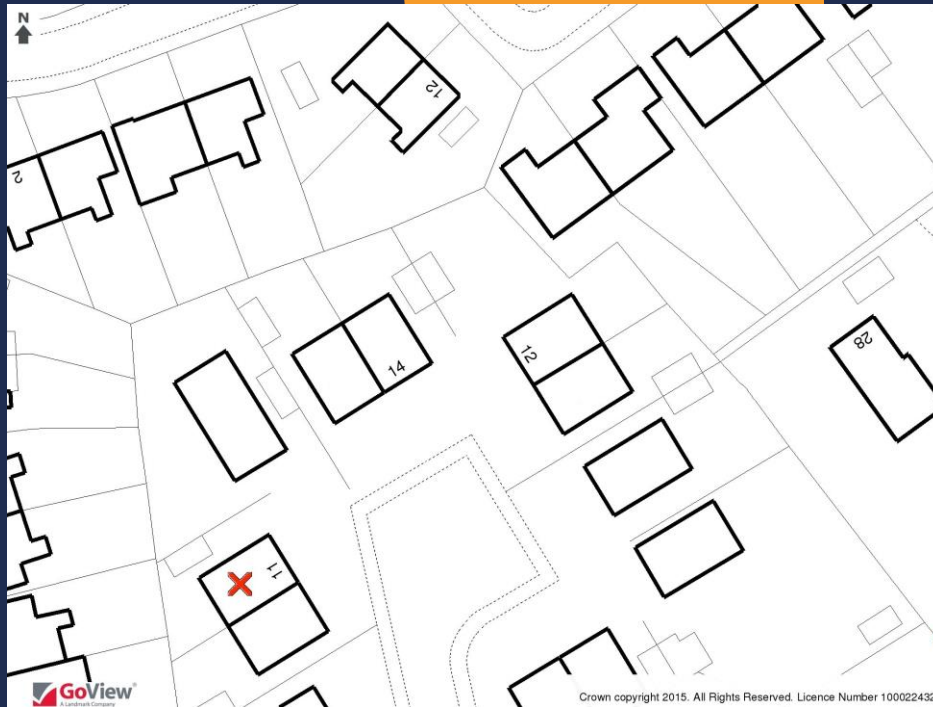 N
12
2
12
28
14
11
GoView®
A Landmark Company
Crown copyright 2015. All Rights Reserved. Licence Number 100022432